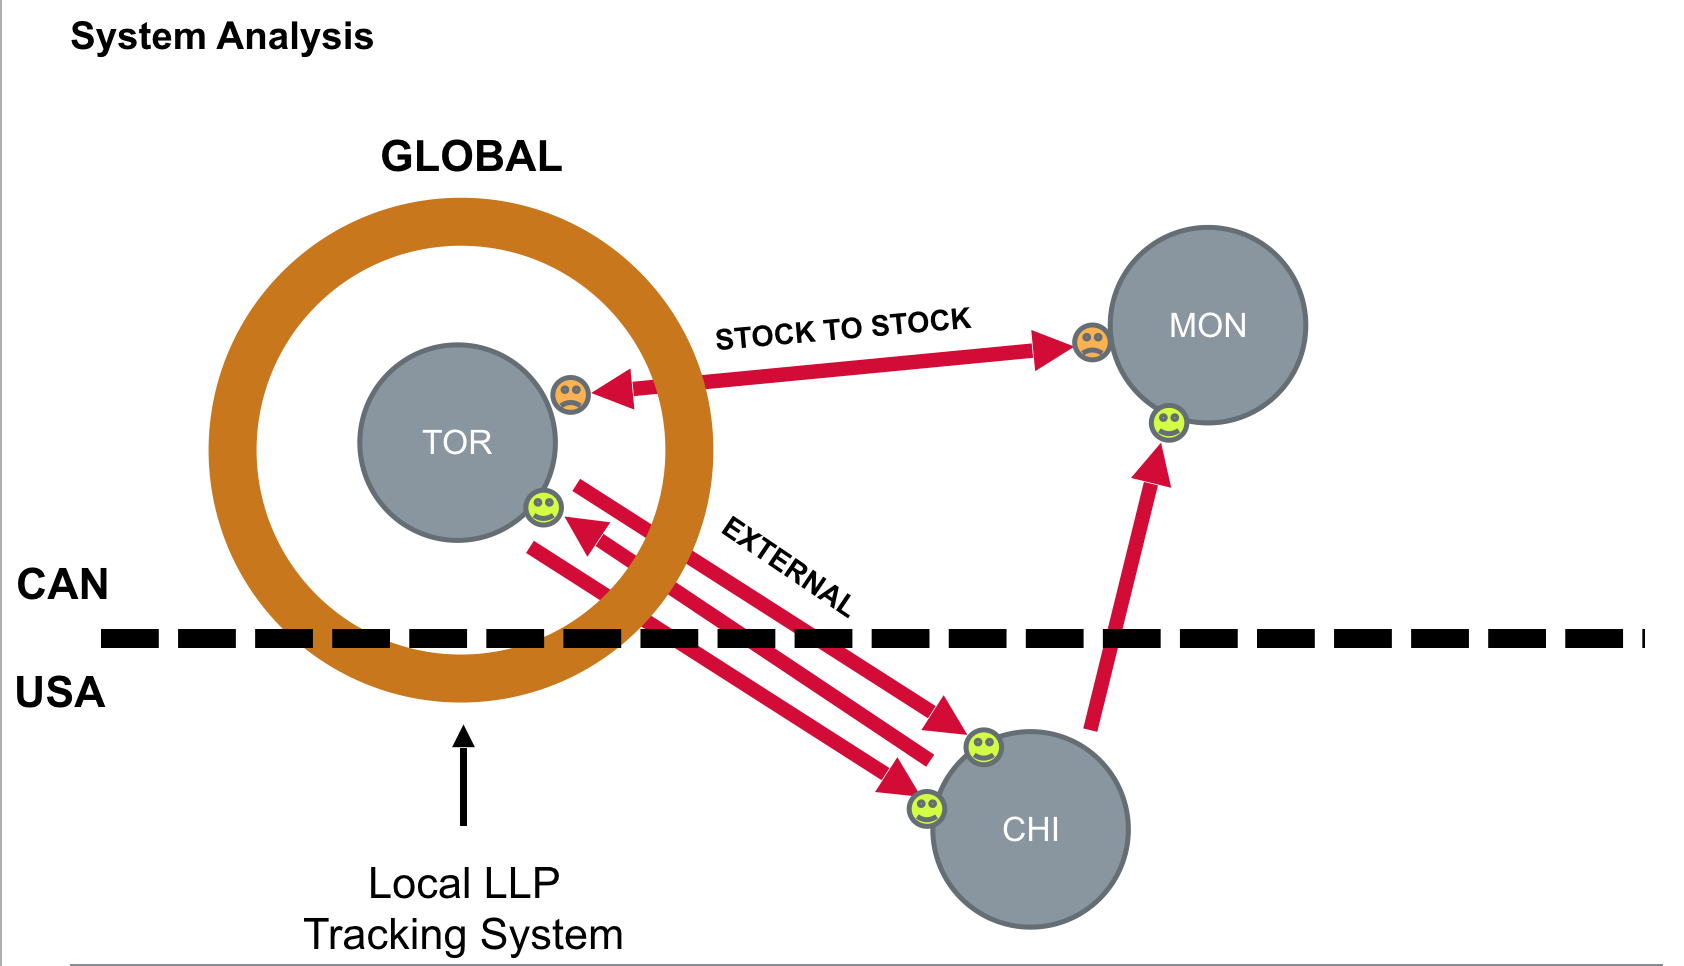 System Analysis
GLOBAL
STOCK TO STOCK
MON
TOR
EXTERNAL
CAN
USA
CHI
Local LLP
Tracking System